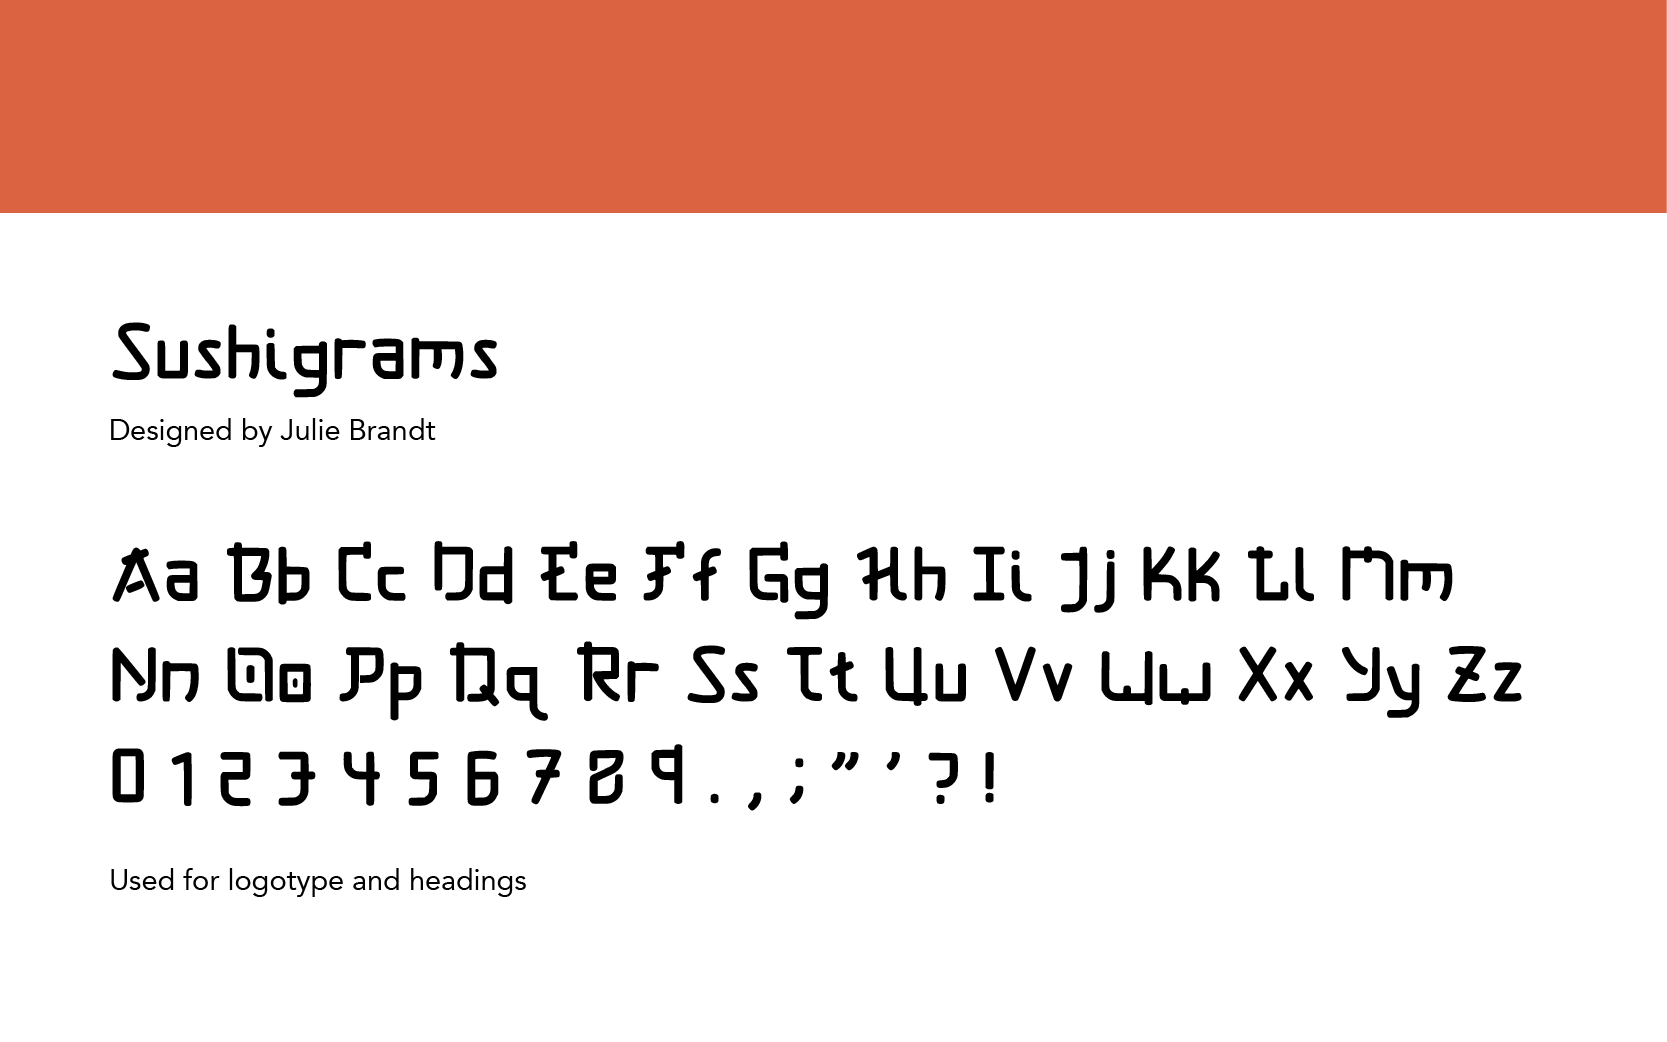 Sushigrams
Designed by Julie Brandt
Aa Bb Cc Dd Ee Ff Gg Hh Ii Jj Kk Ll Mm
Nn Oo Pp Qq Rr Ss Tt Uu Vv Ww Xx Yy Zz
0 1 2 3 4 5 6 7 8 9 . , ; ” ’ ? !
Used for logotype and headings